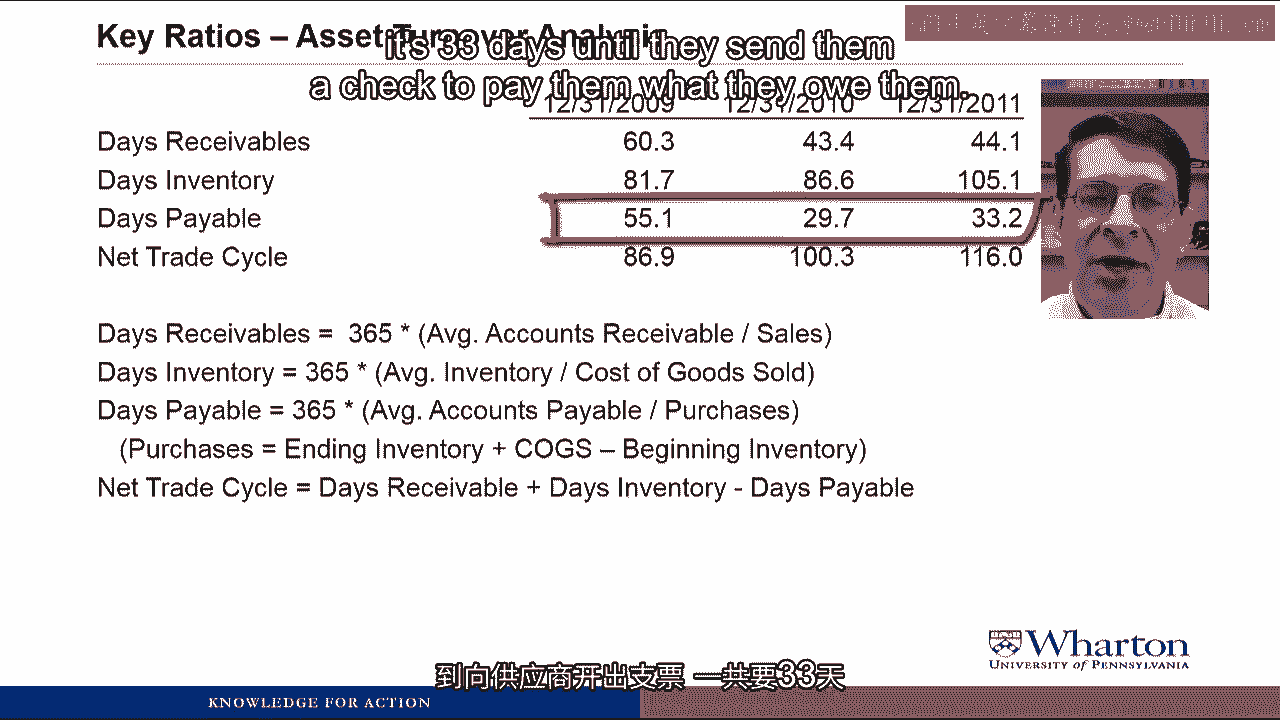 Key Ratios – Asset Turnover Analysis
it's 33 days until they send them
a check to pay them what they owe them.
12/31/2009 12/31/2010 12/31/2011
Days Receivables 60.3 43.4 44.1
Days Inventory 81.7 86.6 105.1
Days Payable 55.1 29.7 33.2
Net Trade Cycle 86.9 100.3 116.0
Days Receivables = 365 * (Avg. Accounts Receivable / Sales)
Days Inventory = 365 * (Avg. Inventory / Cost of Goods Sold)
Days Payable = 365 * (Avg. Accounts Payable / Purchases)
(Purchases = Ending Inventory + COGS – Beginning Inventory)
Net Trade Cycle = Days Receivable + Days Inventory - Days Payable
Wharton
UNIVERSITY of PENNSYLVANIA
到向供应商开出支票 一共要33天
KNOWLEDGE FOR ACTION